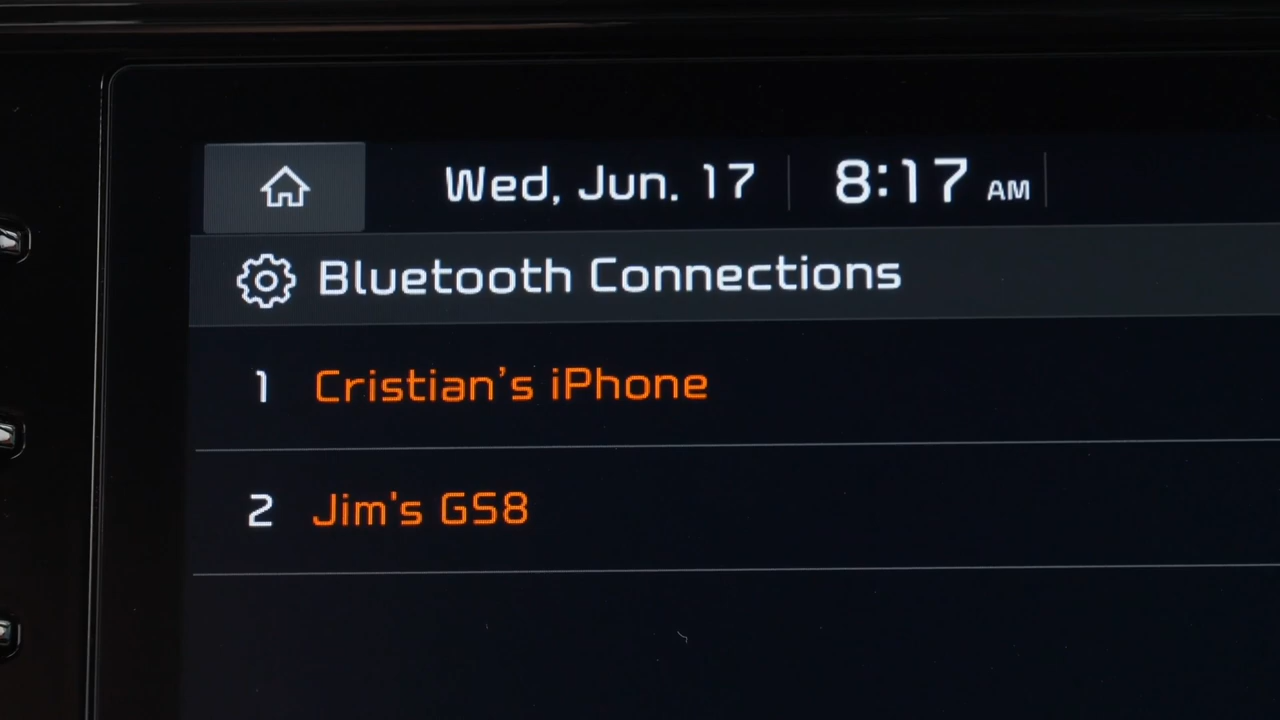 Wed, Jun. 17 8:17 AM
Bluetooth Connections
1 Cristian’s iPhone
2 Jim's GS8